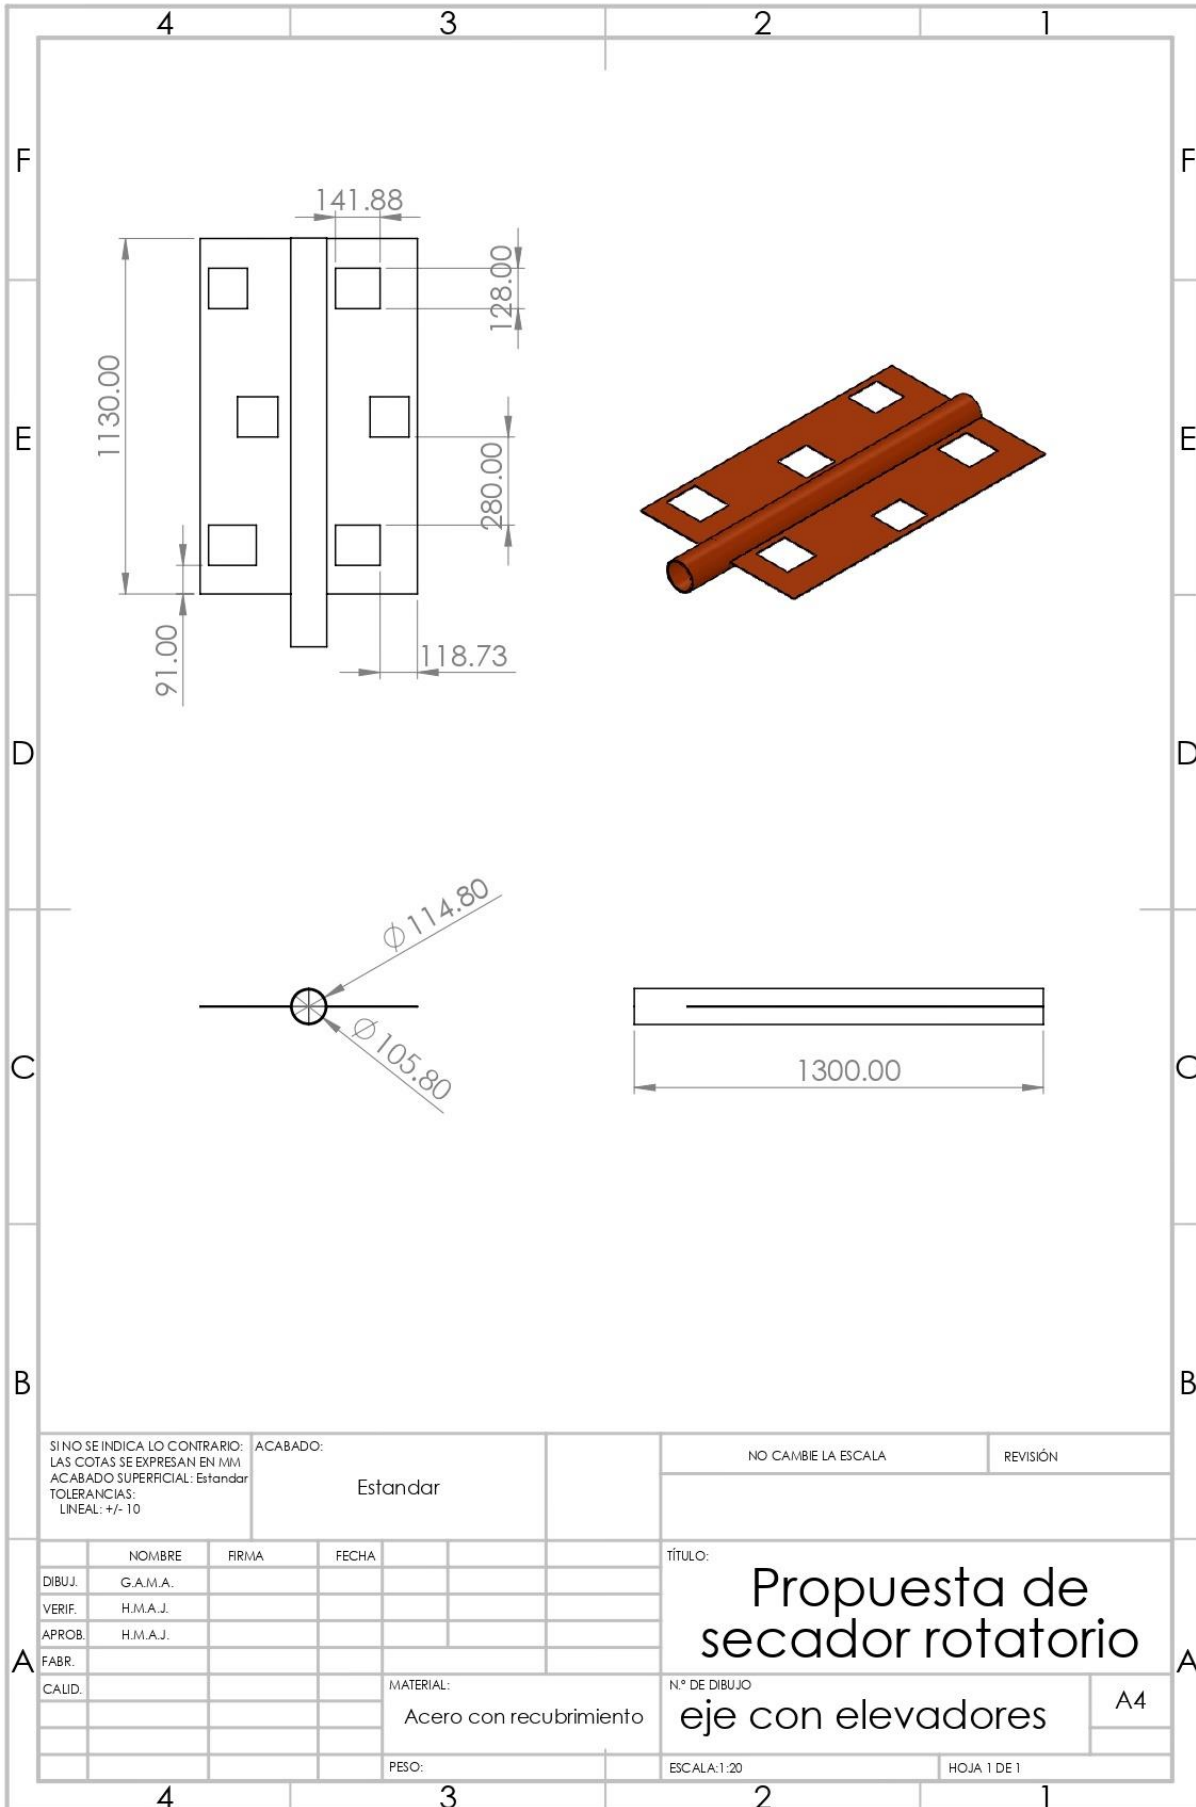 4 3 2 1
F F
141.88
128.00
1130.00
E E
280.00
91.00
118.73
D D
Ø114.80
Ø105.80
1300.00
C C
B B
SI NO SE INDICA LO CONTRARIO:
LAS COTAS SE EXPRESAN EN MM
ACABADO SUPERFICIAL: Estandar
TOLERANCIAS:
LINEAL: +/- 10
ACABADO:
Estandar
NO CAMBIE LA ESCALA
REVISIÓN
NOMBRE FIRMA FECHA
DIBUJ. G.A.M.A.
VERIF. H.M.A.J.
APROB. H.M.A.J.
FABR.
CALID.
TÍTULO:
Propuesta de
secador rotatorio
A A
MATERIAL:
Acero con recubrimiento
N.º DE DIBUJO
eje con elevadores
A4
PESO:
ESCALA:1:20
HOJA 1 DE 1
4 3 2 1